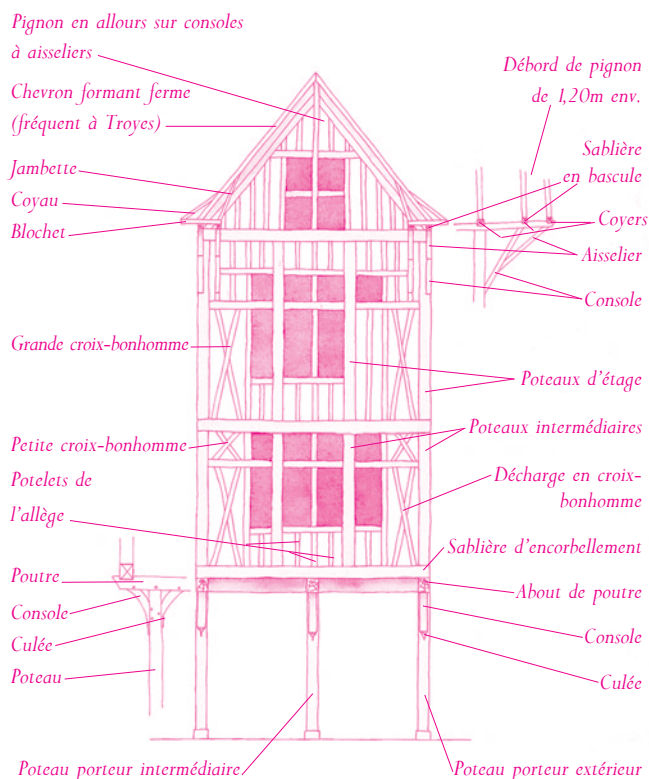 Pignon en allours sur consoles
à aisseliers
Chevron formant ferme
(fréquent à Troyes)
Jambette
Coyau
Blochet
Grande croix-bonhomme
Petite croix-bonhomme
Potelets de
l'allège
Poutre
Console
Culée
Poteau
Poteau porteur intermédiaire
Débord de pignon
de 1,20m env.
Sablière
en bascule
Coyers
Aisselier
Console
Poteaux d'étage
Poteaux intermédiaires
Décharge en croix-
bonhomme
Sablière d'encorbellement
About de poutre
Console
Culée
Poteau porteur extérieur